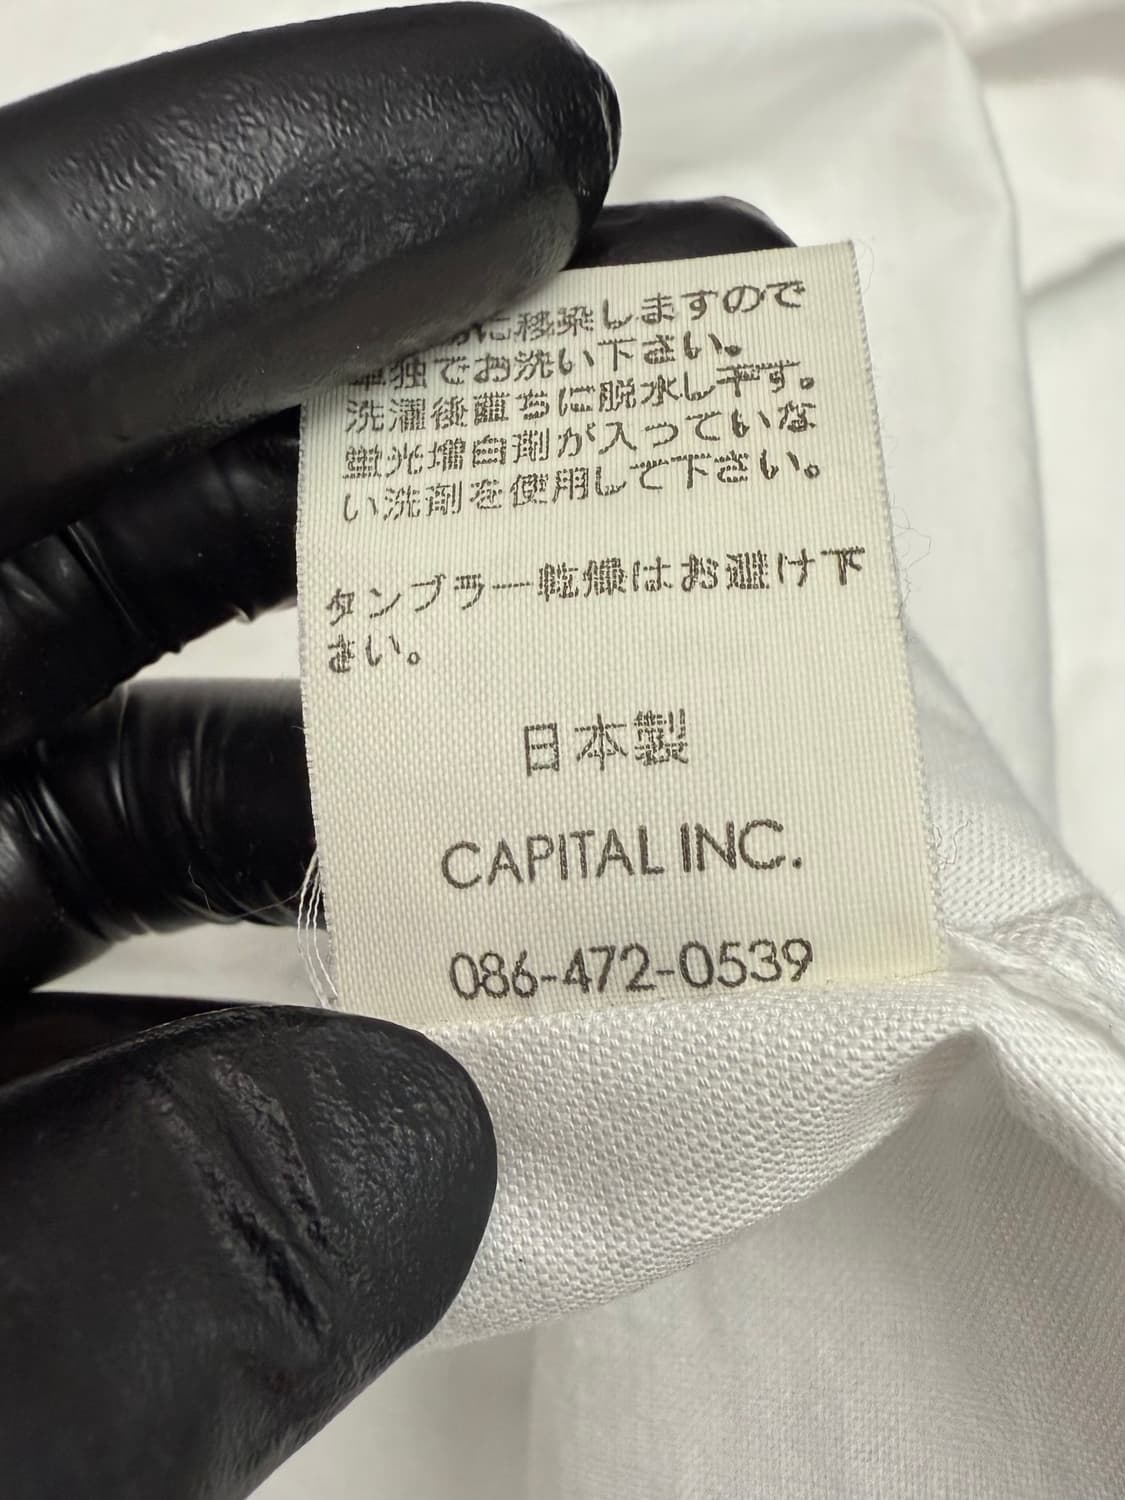 に移染しますので
単独でお洗い下さい。
洗濯後直ちに脱水し干す。
蛍光増白剤が入っていな
い洗剤を使用して下さい。
タンブラー乾燥はお避け下
さい。
日本製
CAPITAL INC.
086-472-0539